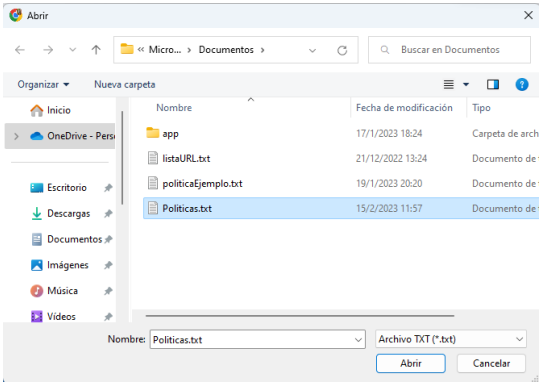 Abrir
« Micro... › Documentos ›
Buscar en Documentos
Organizar
Nueva carpeta
Nombre
Fecha de modificación
Tipo
Inicio
OneDrive - Perso
app
17/1/2023 18:24
Carpeta de arch
listaURL.txt
21/12/2022 13:24
Documento de t
politicaEjemplo.txt
19/1/2023 20:20
Documento de t
Politicas.txt
15/2/2023 11:57
Documento de t
Escritorio
Descargas
Documentos
Imágenes
Música
Vídeos
Nombre: Politicas.txt
Archivo TXT (*.txt)
Abrir
Cancelar